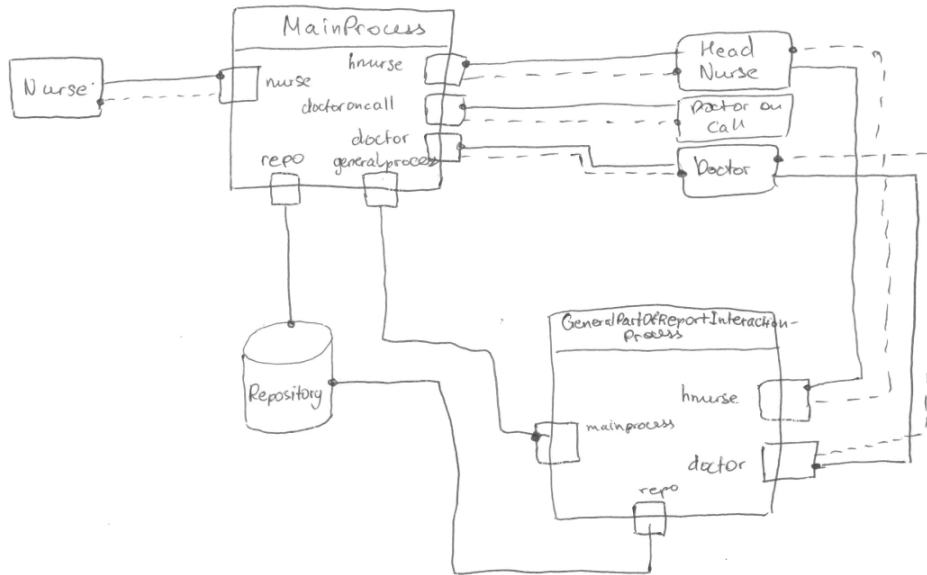 MainProcess
hnurse
Head
Nurse
Nurse
nurse
doctoroncall
Doctor on
Call
doctor
repo
generalprocess
Doctor
GeneralPartOfReportInteraction-
Process
Repository
hnurse
mainprocess
doctor
repo